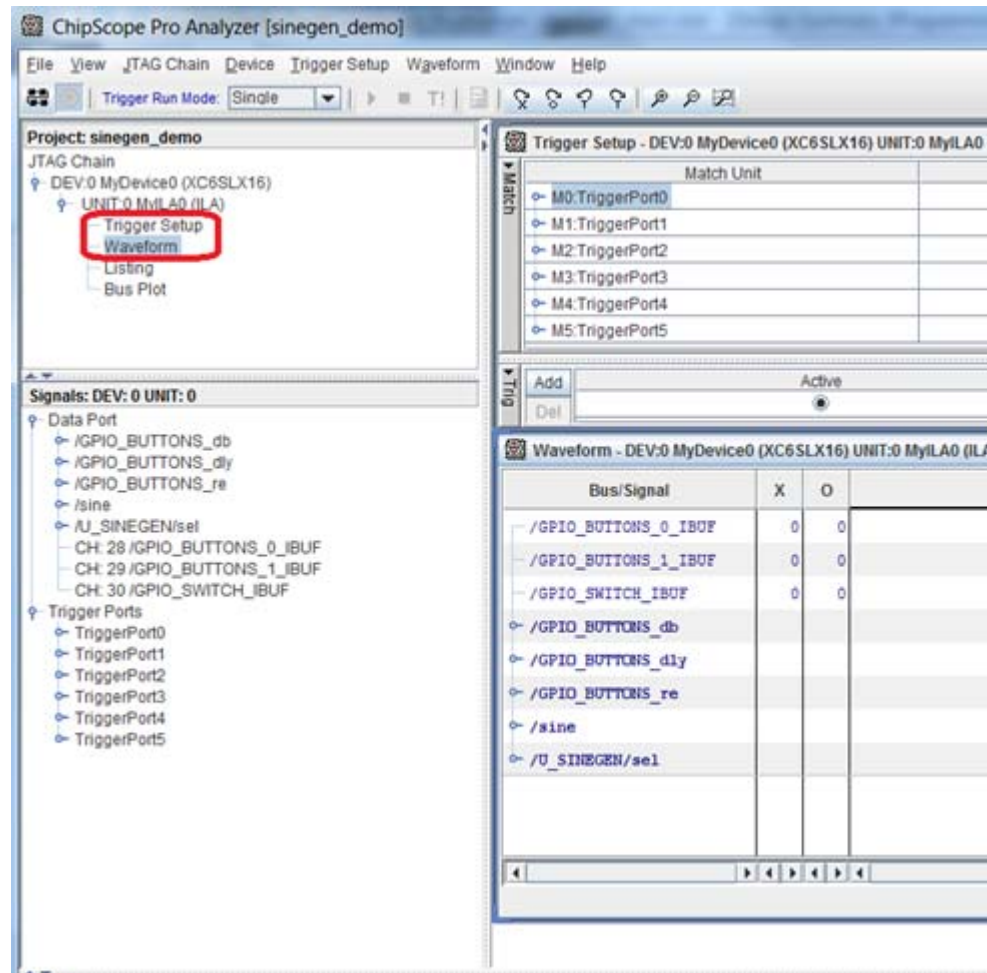 ChipScope Pro Analyzer [sinegen_demo]
File View JTAG Chain Device Trigger Setup Waveform Window Help
Trigger Run Mode: Single T!
Project: sinegen_demo
JTAG Chain
DEV:0 MyDevice0 (XC6SLX16)
UNIT:0 MyILA0 (ILA)
Trigger Setup
Waveform
Listing
Bus Plot
Signals: DEV: 0 UNIT: 0
Data Port
/GPIO_BUTTONS_db
/GPIO_BUTTONS_dly
/GPIO_BUTTONS_re
/sine
/U_SINEGEN/sel
CH: 28 /GPIO_BUTTONS_0_IBUF
CH: 29 /GPIO_BUTTONS_1_IBUF
CH: 30 /GPIO_SWITCH_IBUF
Trigger Ports
TriggerPort0
TriggerPort1
TriggerPort2
TriggerPort3
TriggerPort4
TriggerPort5
Trigger Setup - DEV:0 MyDevice0 (XC6SLX16) UNIT:0 MyILA0
Match
Match Unit
M0:TriggerPort0
M1:TriggerPort1
M2:TriggerPort2
M3:TriggerPort3
M4:TriggerPort4
M5:TriggerPort5
Trig
Add Active
Del
Waveform - DEV:0 MyDevice0 (XC6SLX16) UNIT:0 MyILA0 (ILA
Bus/Signal X O
/GPIO_BUTTONS_0_IBUF 0 0
/GPIO_BUTTONS_1_IBUF 0 0
/GPIO_SWITCH_IBUF 0 0
/GPIO_BUTTONS_db
/GPIO_BUTTONS_dly
/GPIO_BUTTONS_re
/sine
/U_SINEGEN/sel